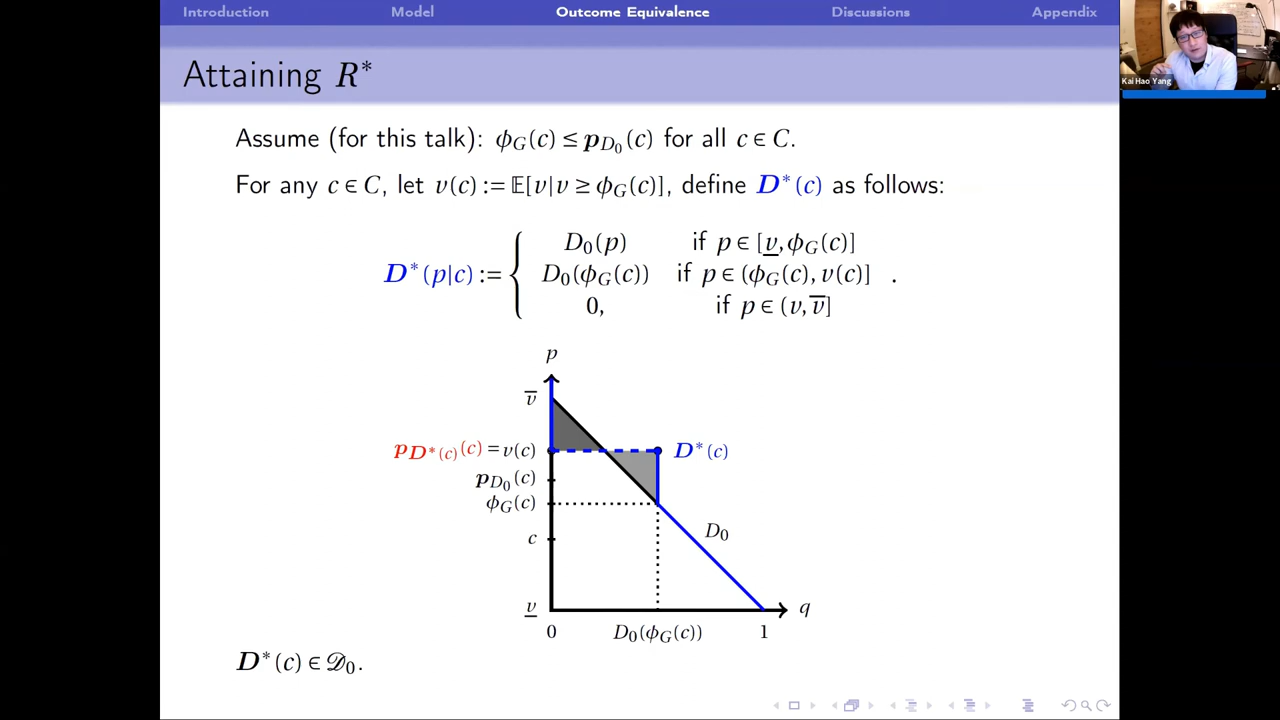 Introduction Model Outcome Equivalence Discussions Appendix
Attaining R*
Kai Hao Yang
Assume (for this talk): ϕ_G(c) ≤ p_{D_0}(c) for all c ∈ C.
For any c ∈ C, let v(c) := 𝔼[v|v ≥ ϕ_G(c)], define D*(c) as follows:
D_0(p) if p ∈ [v̲, ϕ_G(c)]
D*(p|c) := { D_0(ϕ_G(c)) if p ∈ (ϕ_G(c), v(c)] .
0, if p ∈ (v, v̅]
p
v̅
p_{D*(c)}(c) = v(c) D*(c)
p_{D_0}(c)
ϕ_G(c)
D_0
c
v̲ q
0 D_0(ϕ_G(c)) 1
D*(c) ∈ 𝒟_0.